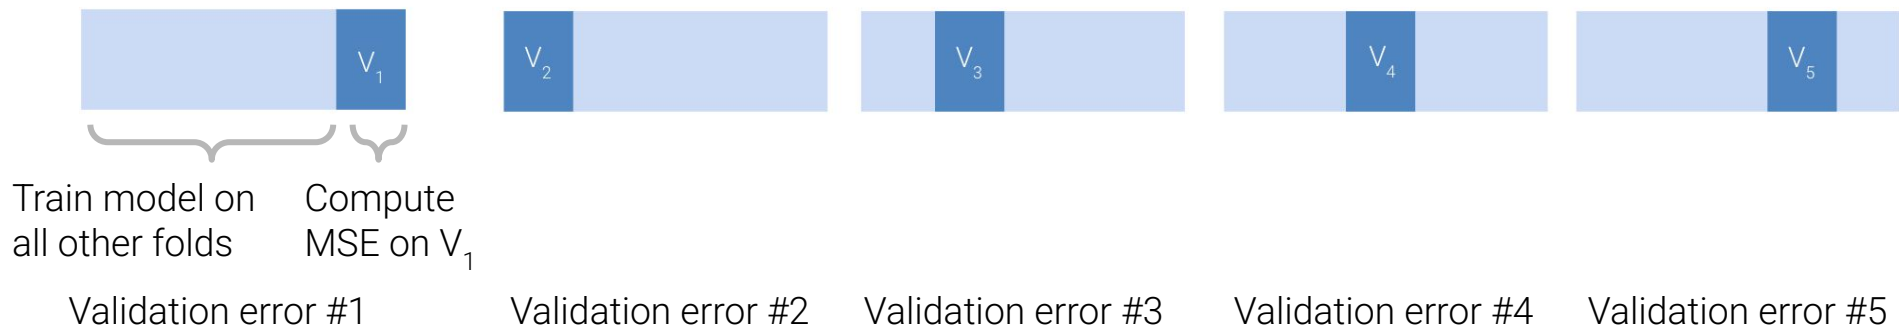 V₁
V₂
V₃
V₄
V₅
Train model on
all other folds
Compute
MSE on V₁
Validation error #1
Validation error #2
Validation error #3
Validation error #4
Validation error #5